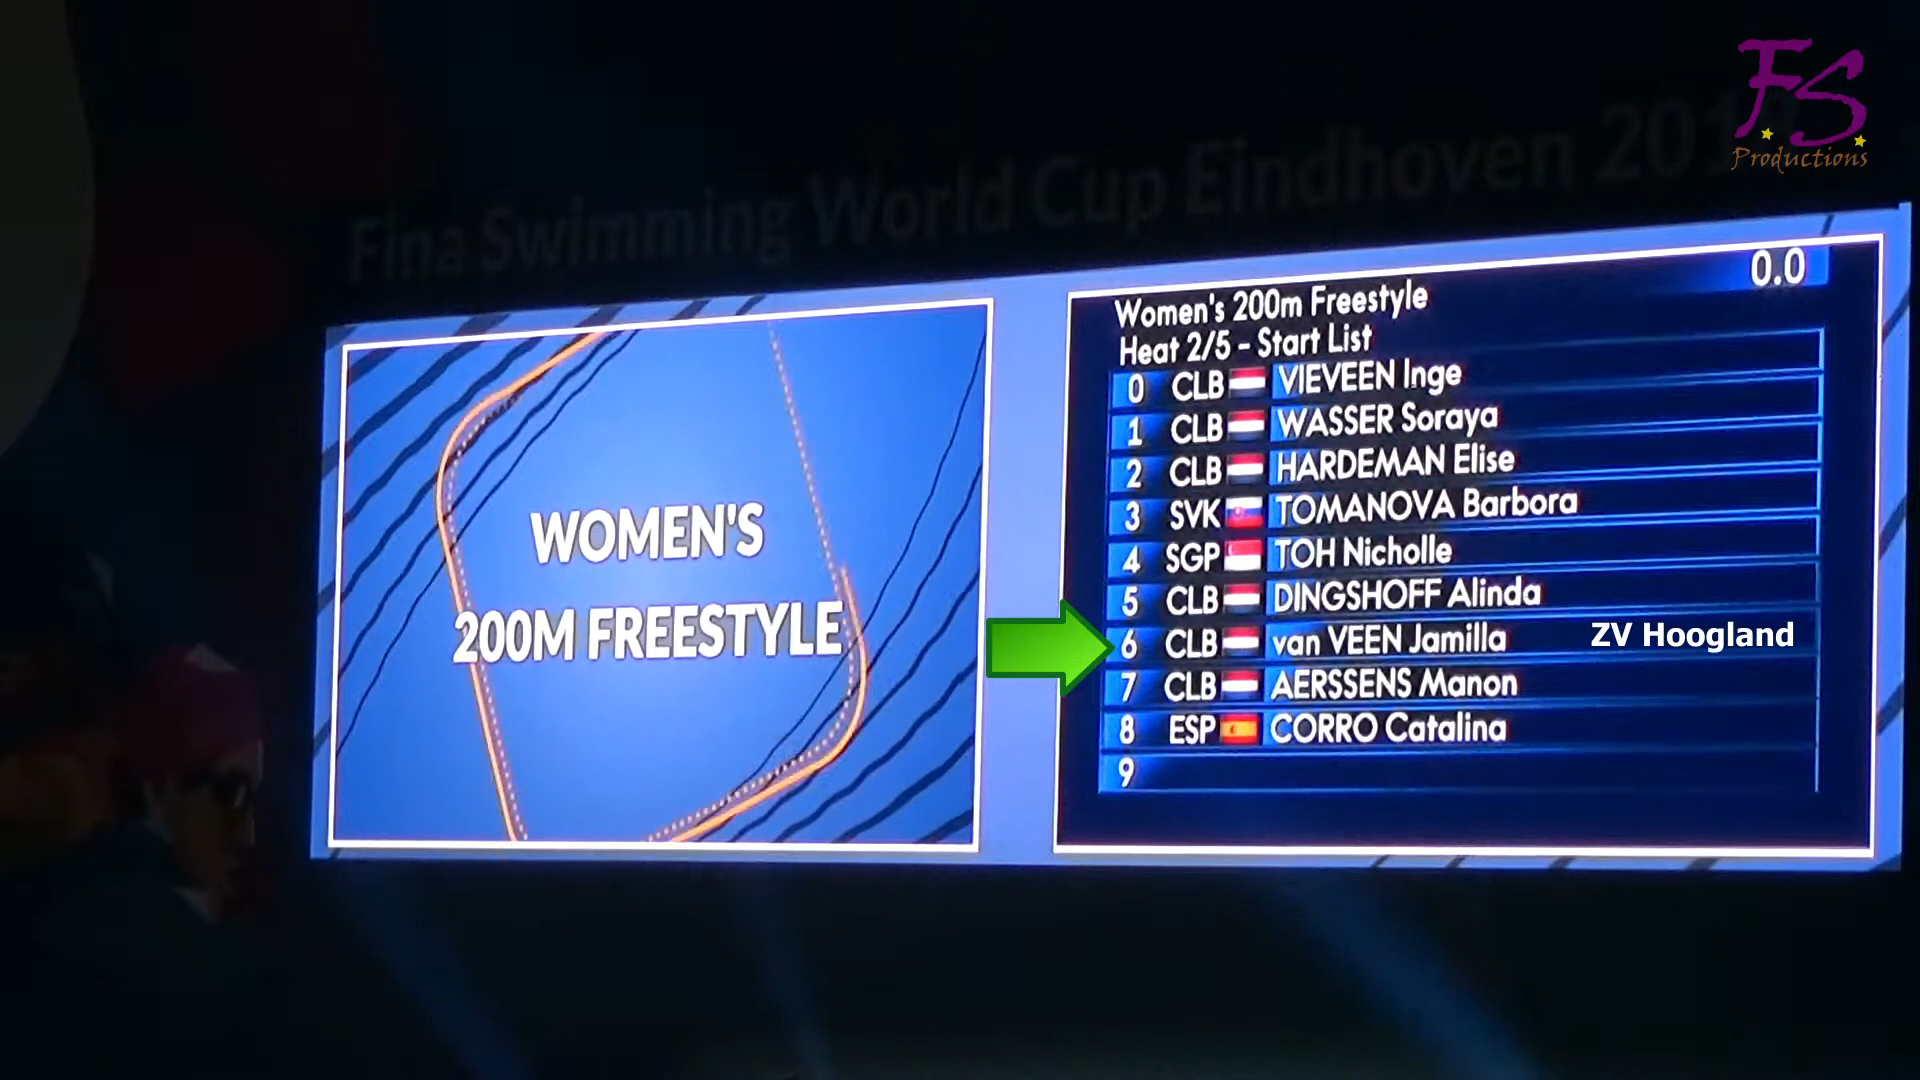 FS
Productions
Fina Swimming World Cup Eindhoven
WOMEN'S
200M FREESTYLE
0.0
Women's 200m Freestyle
Heat 2/5 - Start List
0 CLB VIEVEEN Inge
1 CLB WASSER Soraya
2 CLB HARDEMAN Elise
3 SVK TOMANOVA Barbora
4 SGP TOH Nicholle
5 CLB DINGSHOFF Alinda
6 CLB van VEEN Jamilla ZV Hoogland
7 CLB AERSSENS Manon
8 ESP CORRO Catalina
9